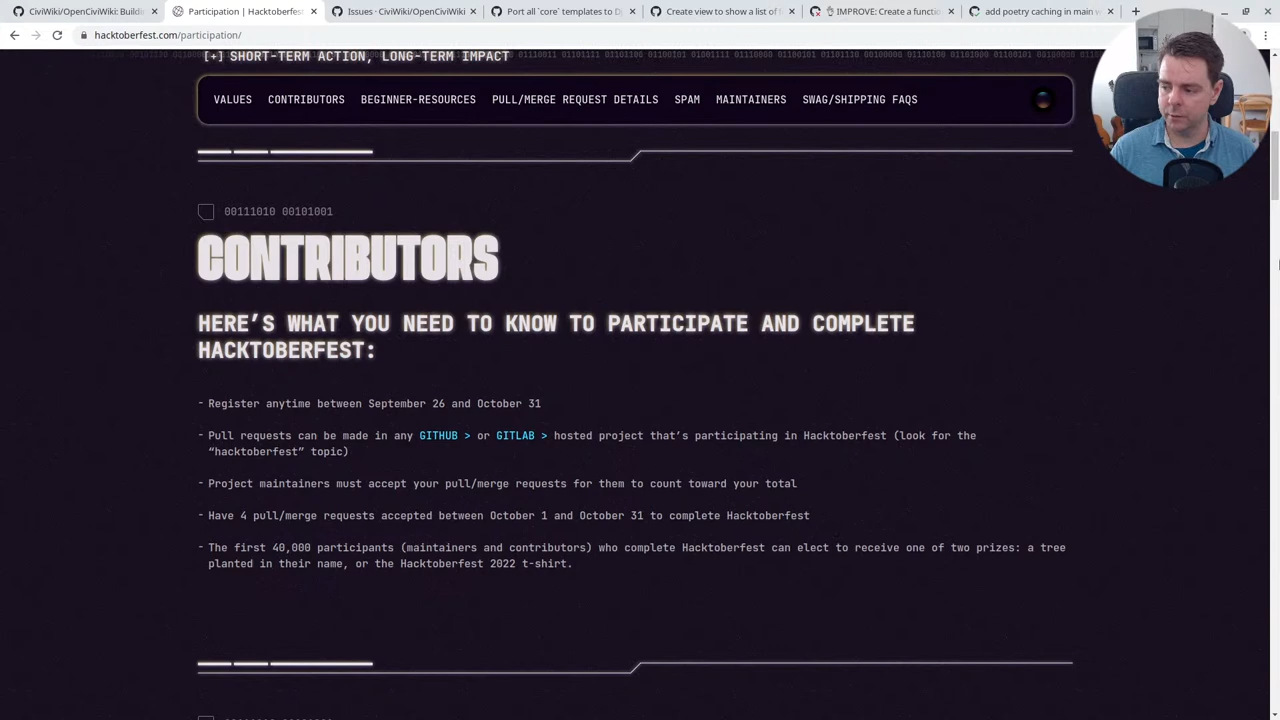 CiviWiki/OpenCiviWiki: Buildin
Participation | Hacktoberfes
Issues · CiviWiki/OpenCiviWiki
Port all `core` templates to Dj
Create view to show a list of
IMPROVE: Create a functio
add poetry caching in main w
hacktoberfest.com/participation/
[+] SHORT-TERM ACTION, LONG-TERM IMPACT
VALUES CONTRIBUTORS BEGINNER-RESOURCES PULL/MERGE REQUEST DETAILS SPAM MAINTAINERS SWAG/SHIPPING FAQS
00111010 00101001
CONTRIBUTORS
HERE'S WHAT YOU NEED TO KNOW TO PARTICIPATE AND COMPLETE
HACKTOBERFEST:
- Register anytime between September 26 and October 31
- Pull requests can be made in any GITHUB > or GITLAB > hosted project that's participating in Hacktoberfest (look for the
"hacktoberfest" topic)
- Project maintainers must accept your pull/merge requests for them to count toward your total
- Have 4 pull/merge requests accepted between October 1 and October 31 to complete Hacktoberfest
- The first 40,000 participants (maintainers and contributors) who complete Hacktoberfest can elect to receive one of two prizes: a tree
planted in their name, or the Hacktoberfest 2022 t-shirt.